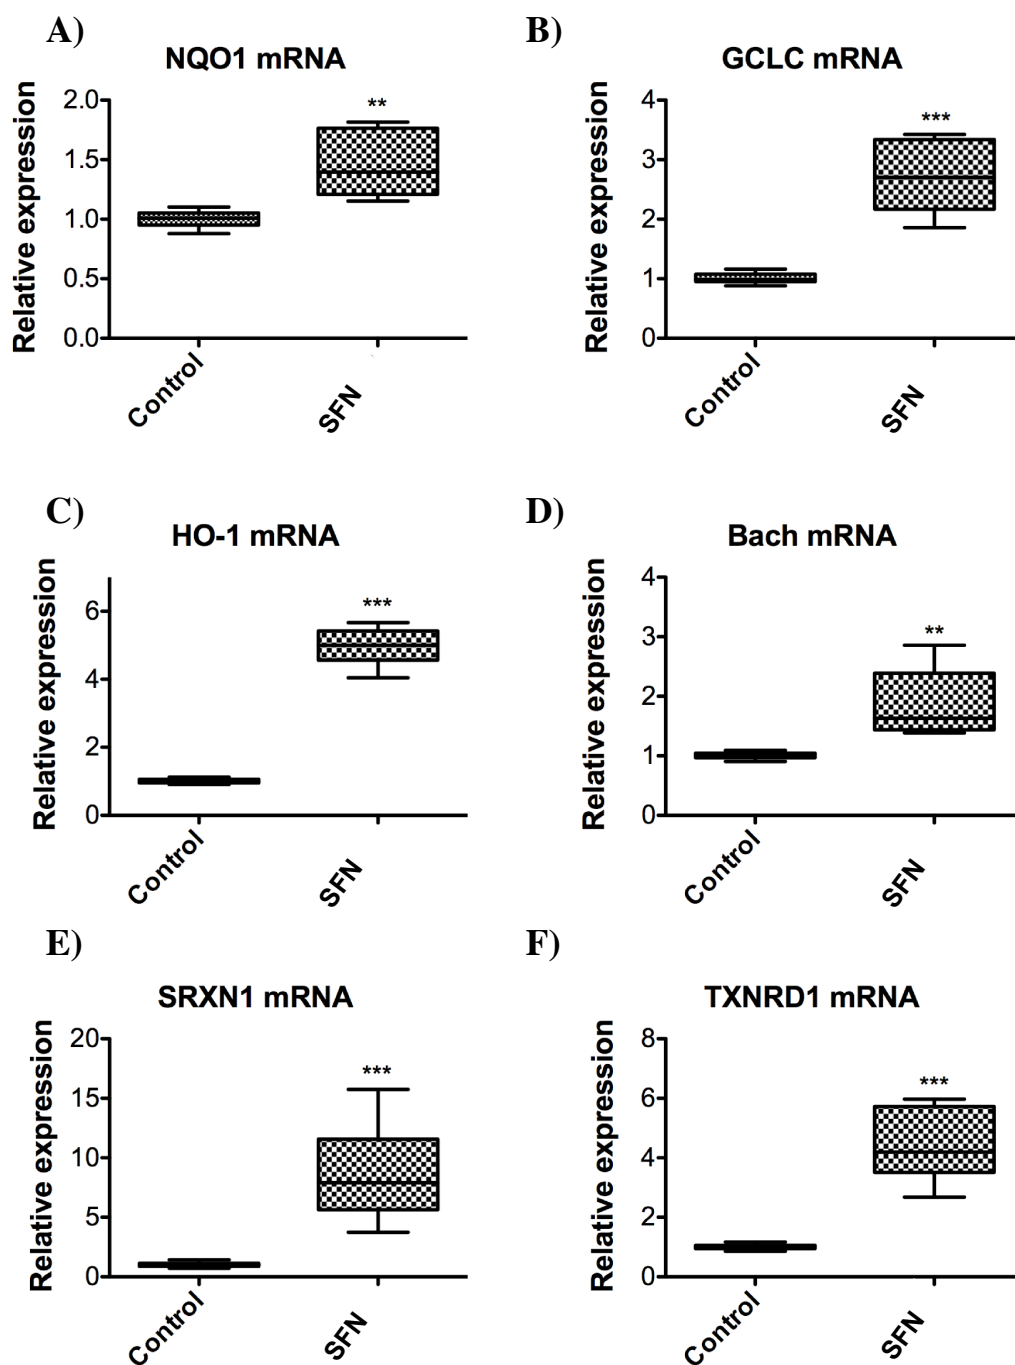 A)
NQO1 mRNA
Relative expression
2.0
1.5
1.0
0.5
0.0
**
Control
SFN
B)
GCLC mRNA
Relative expression
4
3
2
1
0
***
Control
SFN
C)
HO-1 mRNA
Relative expression
6
4
2
0
***
Control
SFN
D)
Bach mRNA
Relative expression
4
3
2
1
0
**
Control
SFN
E)
SRXN1 mRNA
Relative expression
20
15
10
5
0
***
Control
SFN
F)
TXNRD1 mRNA
Relative expression
8
6
4
2
0
***
Control
SFN